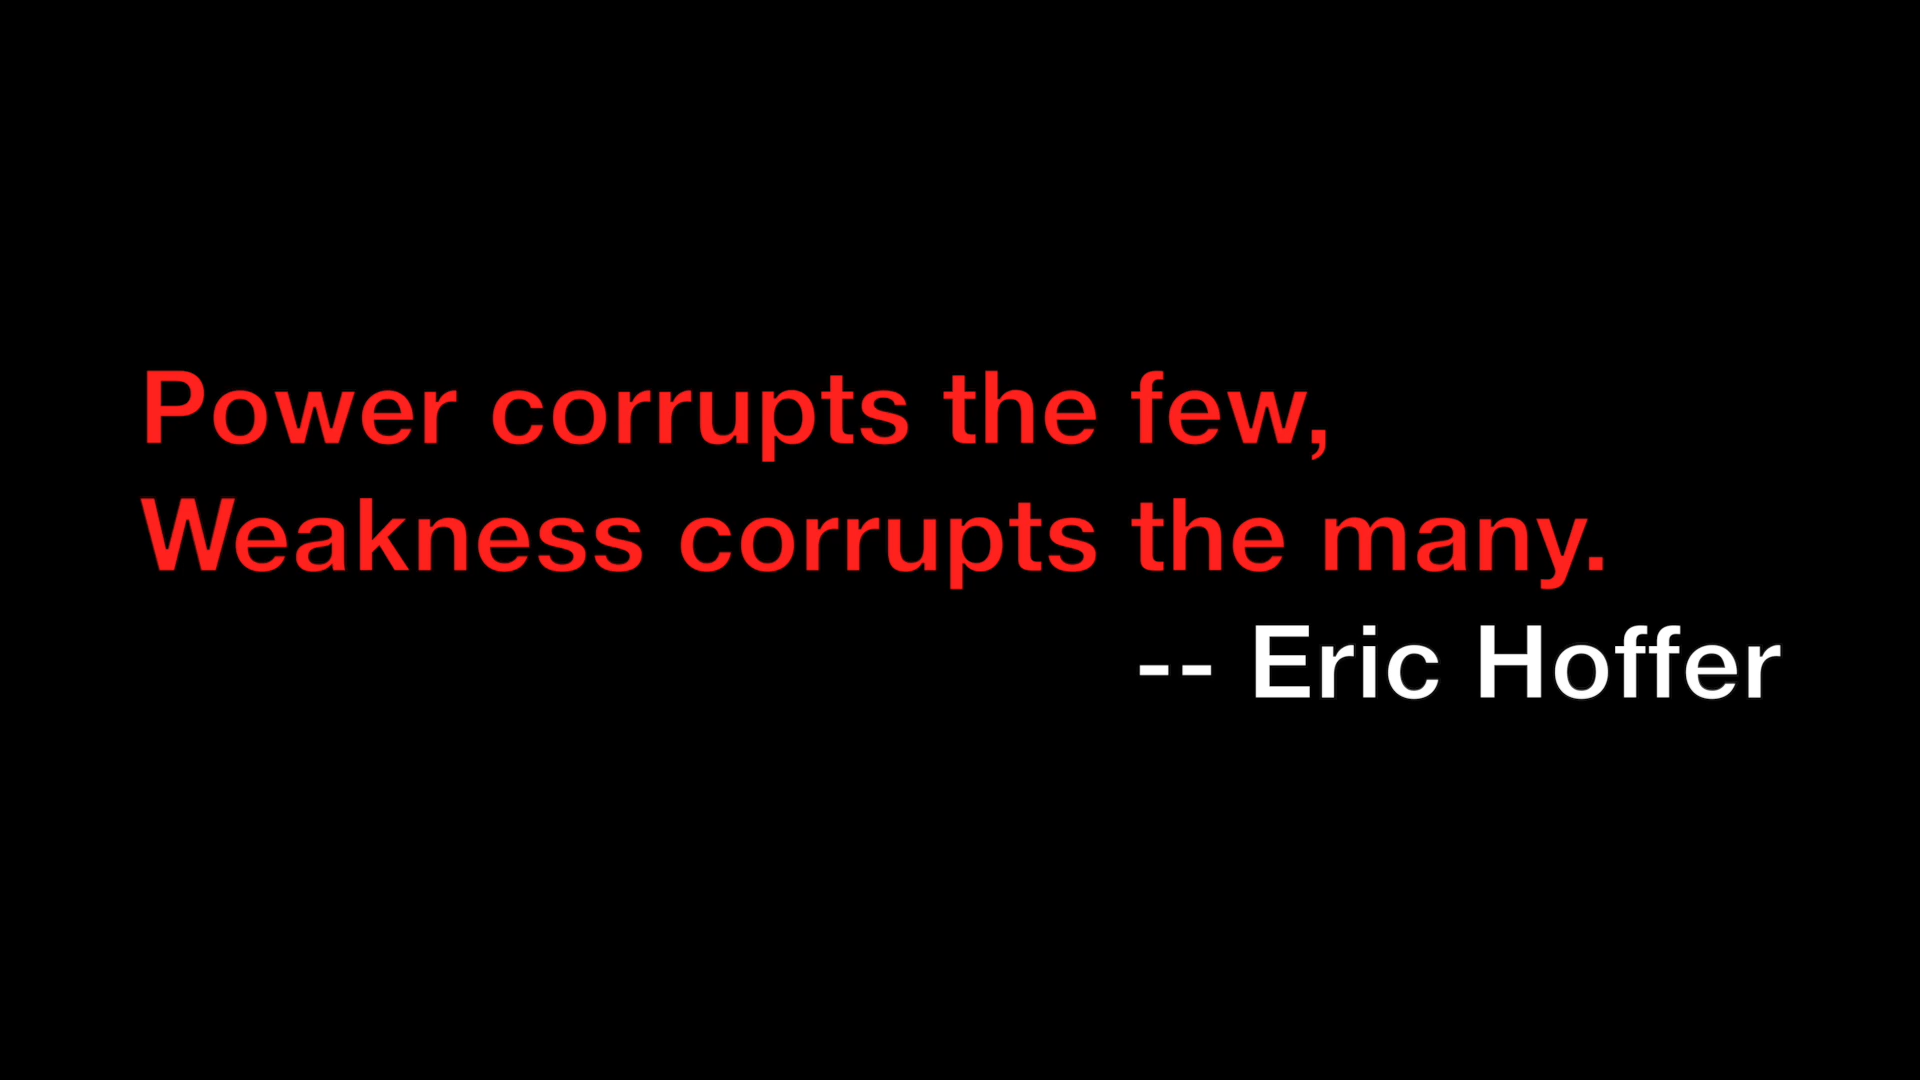 Power corrupts the few,
Weakness corrupts the many.
-- Eric Hoffer